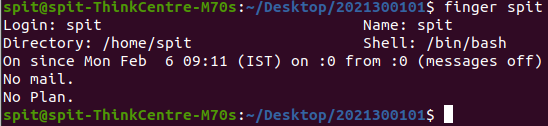 spit@spit-ThinkCentre-M70s:~/Desktop/2021300101$ finger spit
Login: spit                             Name: spit
Directory: /home/spit                   Shell: /bin/bash
On since Mon Feb  6 09:11 (IST) on :0 from :0 (messages off)
No mail.
No Plan.
spit@spit-ThinkCentre-M70s:~/Desktop/2021300101$